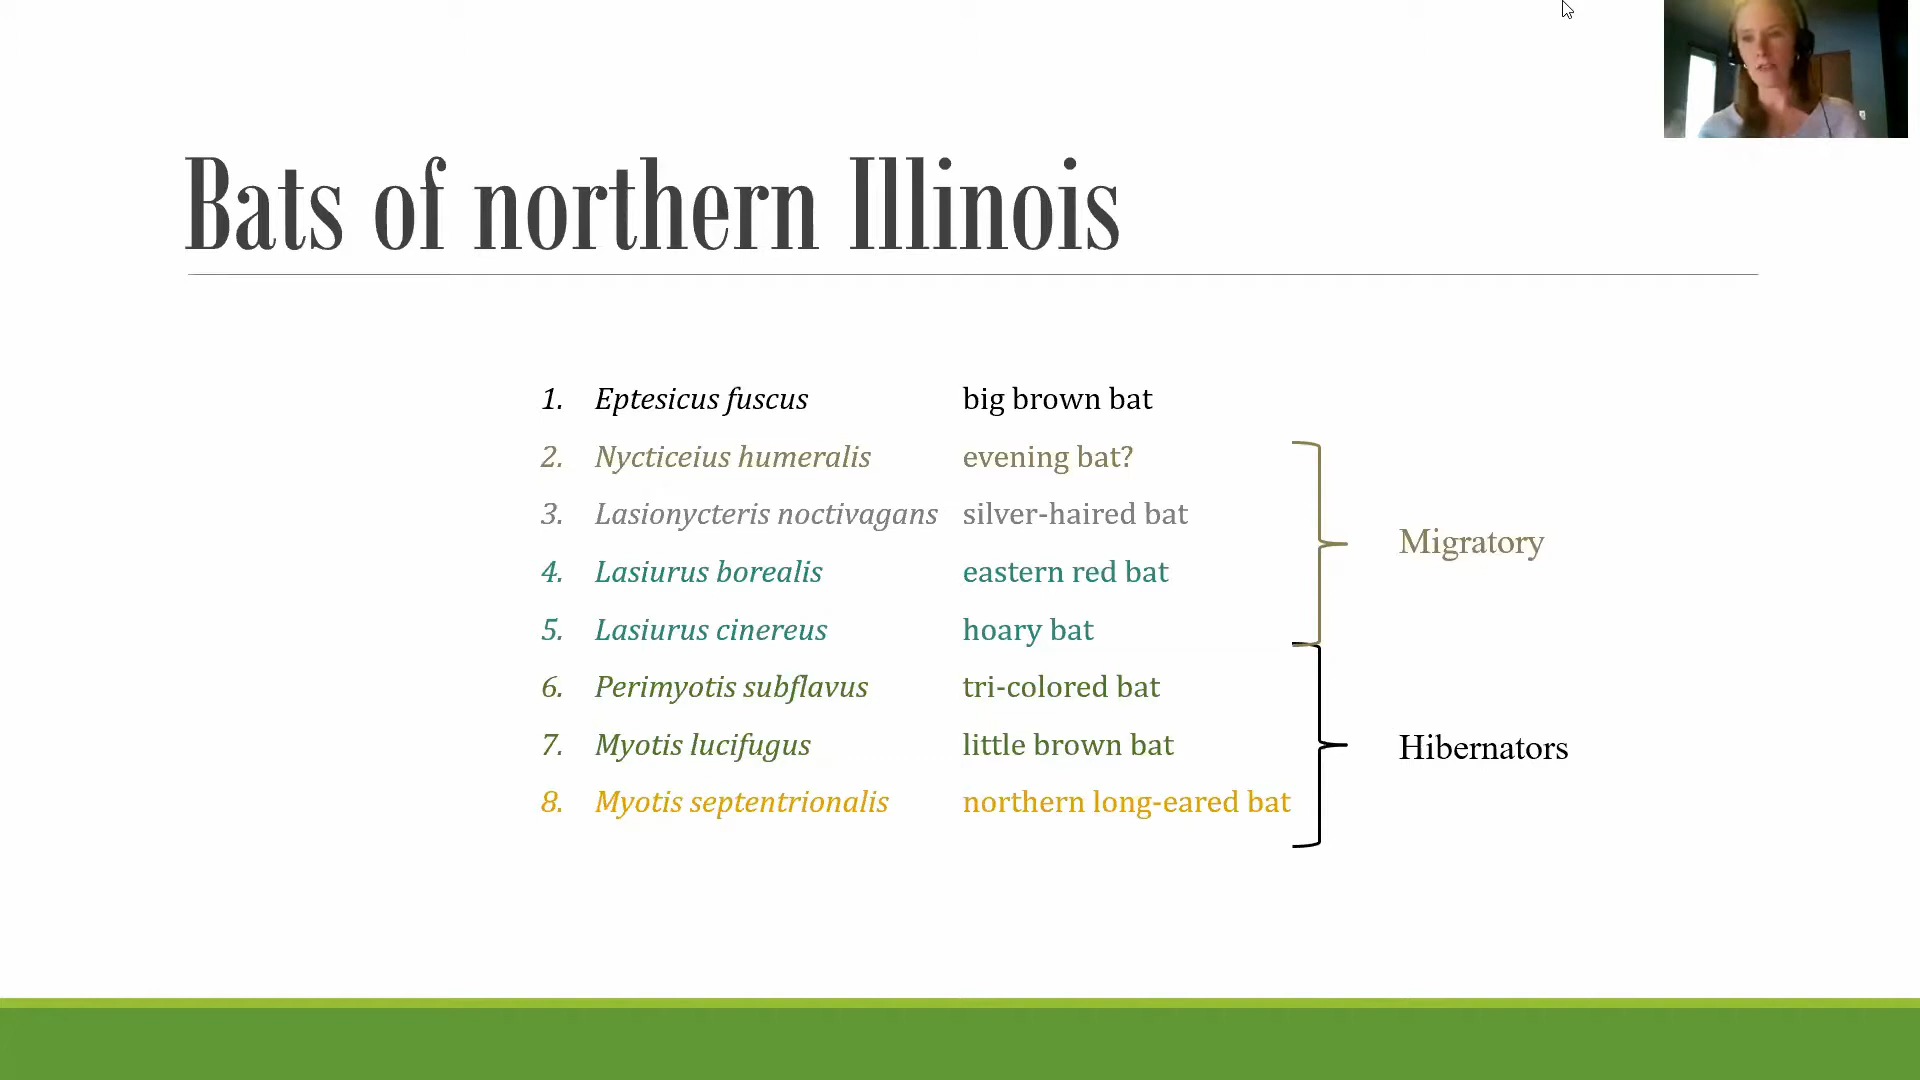 Bats of northern Illinois
1. Eptesicus fuscus big brown bat
2. Nycticeius humeralis evening bat?
3. Lasionycteris noctivagans silver-haired bat
4. Lasiurus borealis eastern red bat
5. Lasiurus cinereus hoary bat
Migratory
6. Perimyotis subflavus tri-colored bat
7. Myotis lucifugus little brown bat
8. Myotis septentrionalis northern long-eared bat
Hibernators